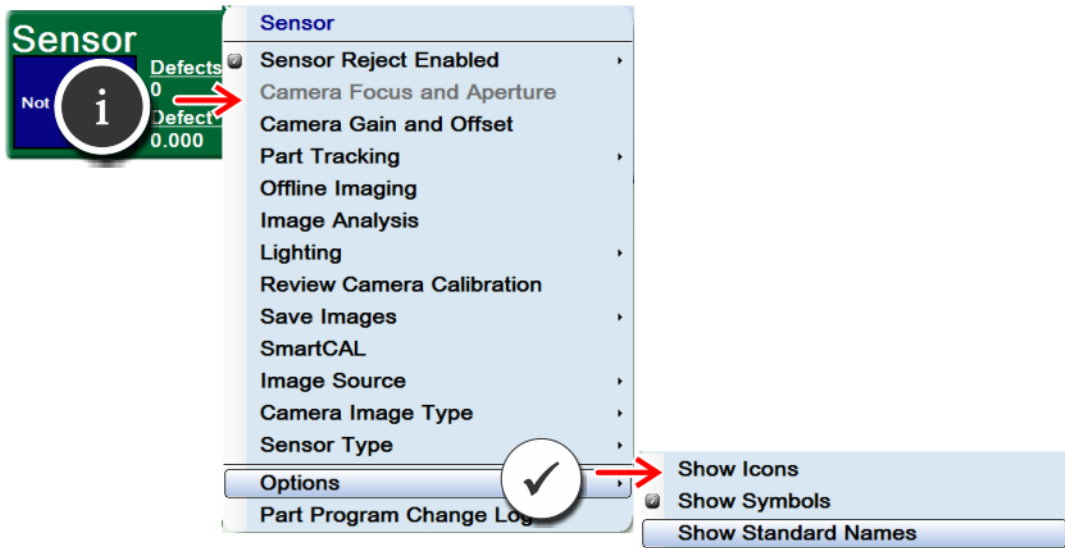 Sensor
Defects
0
Not
Defect
0.000
i
Sensor
Sensor Reject Enabled
Camera Focus and Aperture
Camera Gain and Offset
Part Tracking
Offline Imaging
Image Analysis
Lighting
Review Camera Calibration
Save Images
SmartCAL
Image Source
Camera Image Type
Sensor Type
Options
Part Program Change Log
Show Icons
Show Symbols
Show Standard Names